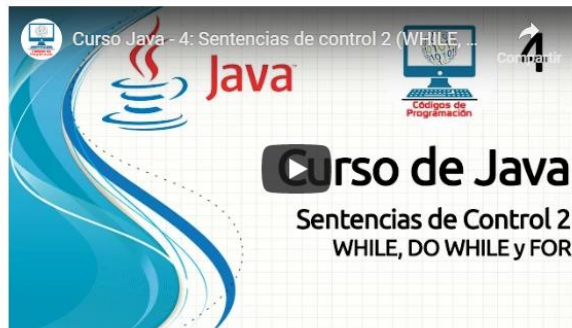 Curso Java - 4: Sentencias de control 2 (WHILE, ...
Compartir
4
Java
Códigos de
Programación
Curso de Java
Sentencias de Control 2
WHILE, DO WHILE y FOR